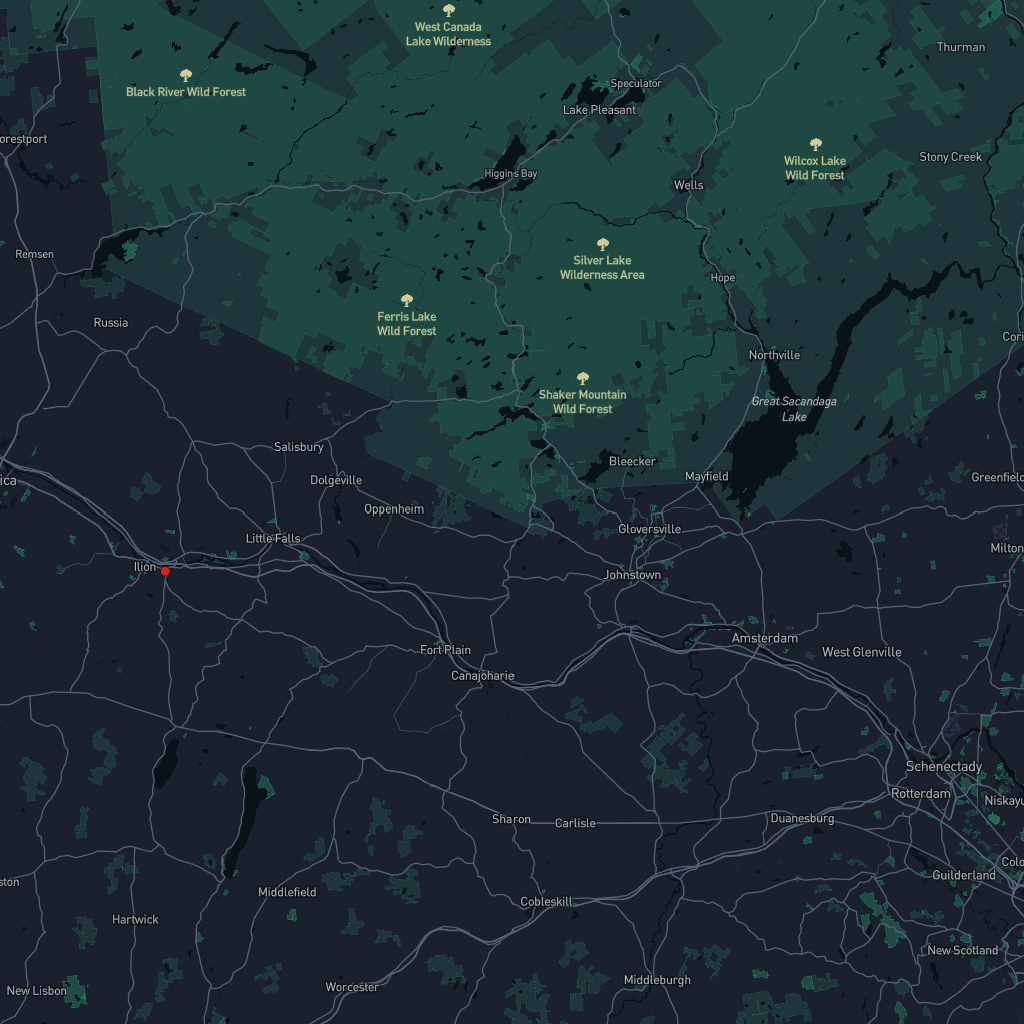 West Canada
Lake Wilderness
Thurman
Black River Wild Forest
Speculator
Lake Pleasant
orestport
Wilcox Lake
Wild Forest
Stony Creek
Higgins Bay
Wells
Remsen
Silver Lake
Wilderness Area
Hope
Ferris Lake
Wild Forest
Russia
Cori
Northville
Shaker Mountain
Wild Forest
Great Sacandaga
Lake
Salisbury
Bleecker
ica
Dolgeville
Mayfield
Greenfield
Oppenheim
Gloversville
Little Falls
Milton
Ilion
Johnstown
Amsterdam
Fort Plain
West Glenville
Canajoharie
Schenectady
Rotterdam
Niskayu
Sharon
Carlisle
Duanesburg
Colo
Guilderland
ston
Middlefield
Cobleskill
Hartwick
New Scotland
Middleburgh
New Lisbon
Worcester